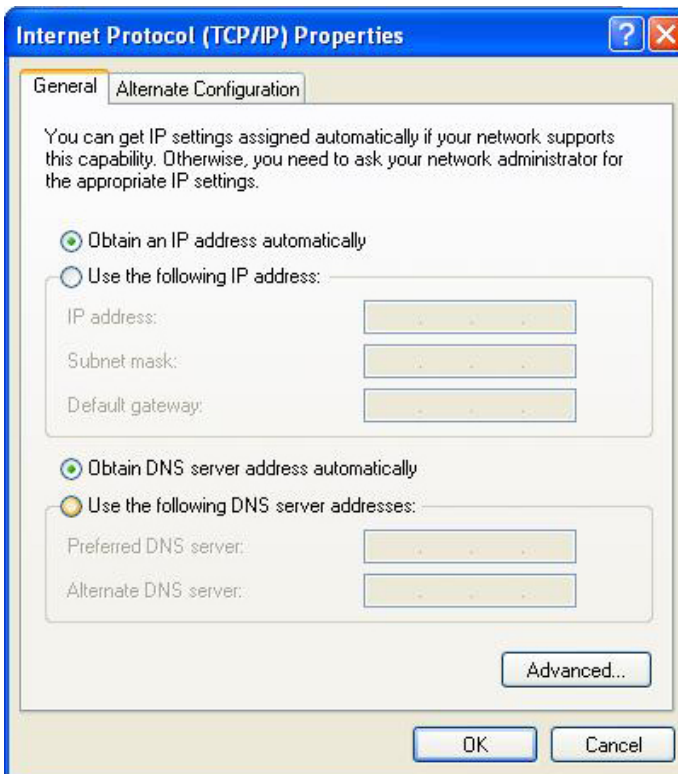 Internet Protocol (TCP/IP) Properties
General
Alternate Configuration
You can get IP settings assigned automatically if your network supports
this capability. Otherwise, you need to ask your network administrator for
the appropriate IP settings.
Obtain an IP address automatically
Use the following IP address:
IP address:
Subnet mask:
Default gateway:
Obtain DNS server address automatically
Use the following DNS server addresses:
Preferred DNS server:
Alternate DNS server:
Advanced...
OK
Cancel